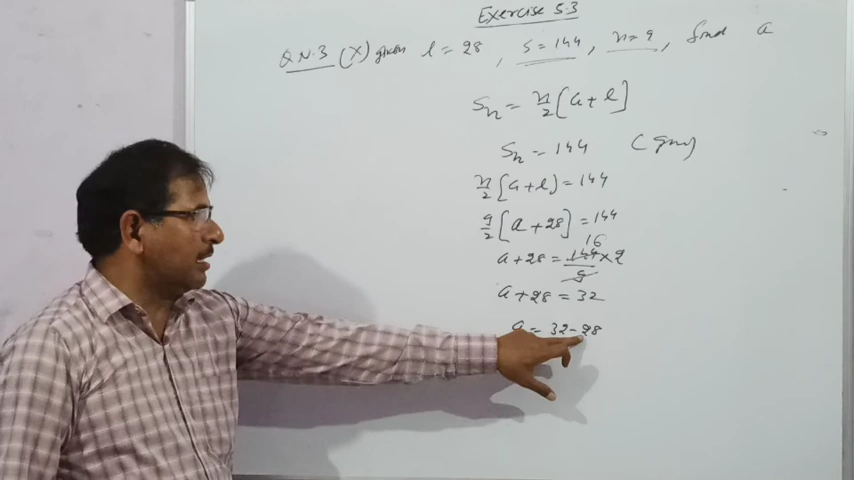 Exercise 5.3
Q.N.3 (X) given l = 28, S = 144, n = 9, find a
Sn = n/2 [a + l]
Sn = 144 (given)
n/2 [a + l] = 144
9/2 [a + 28] = 144
16
a + 28 = 144/9 × 2
a + 28 = 32
a = 32 - 28